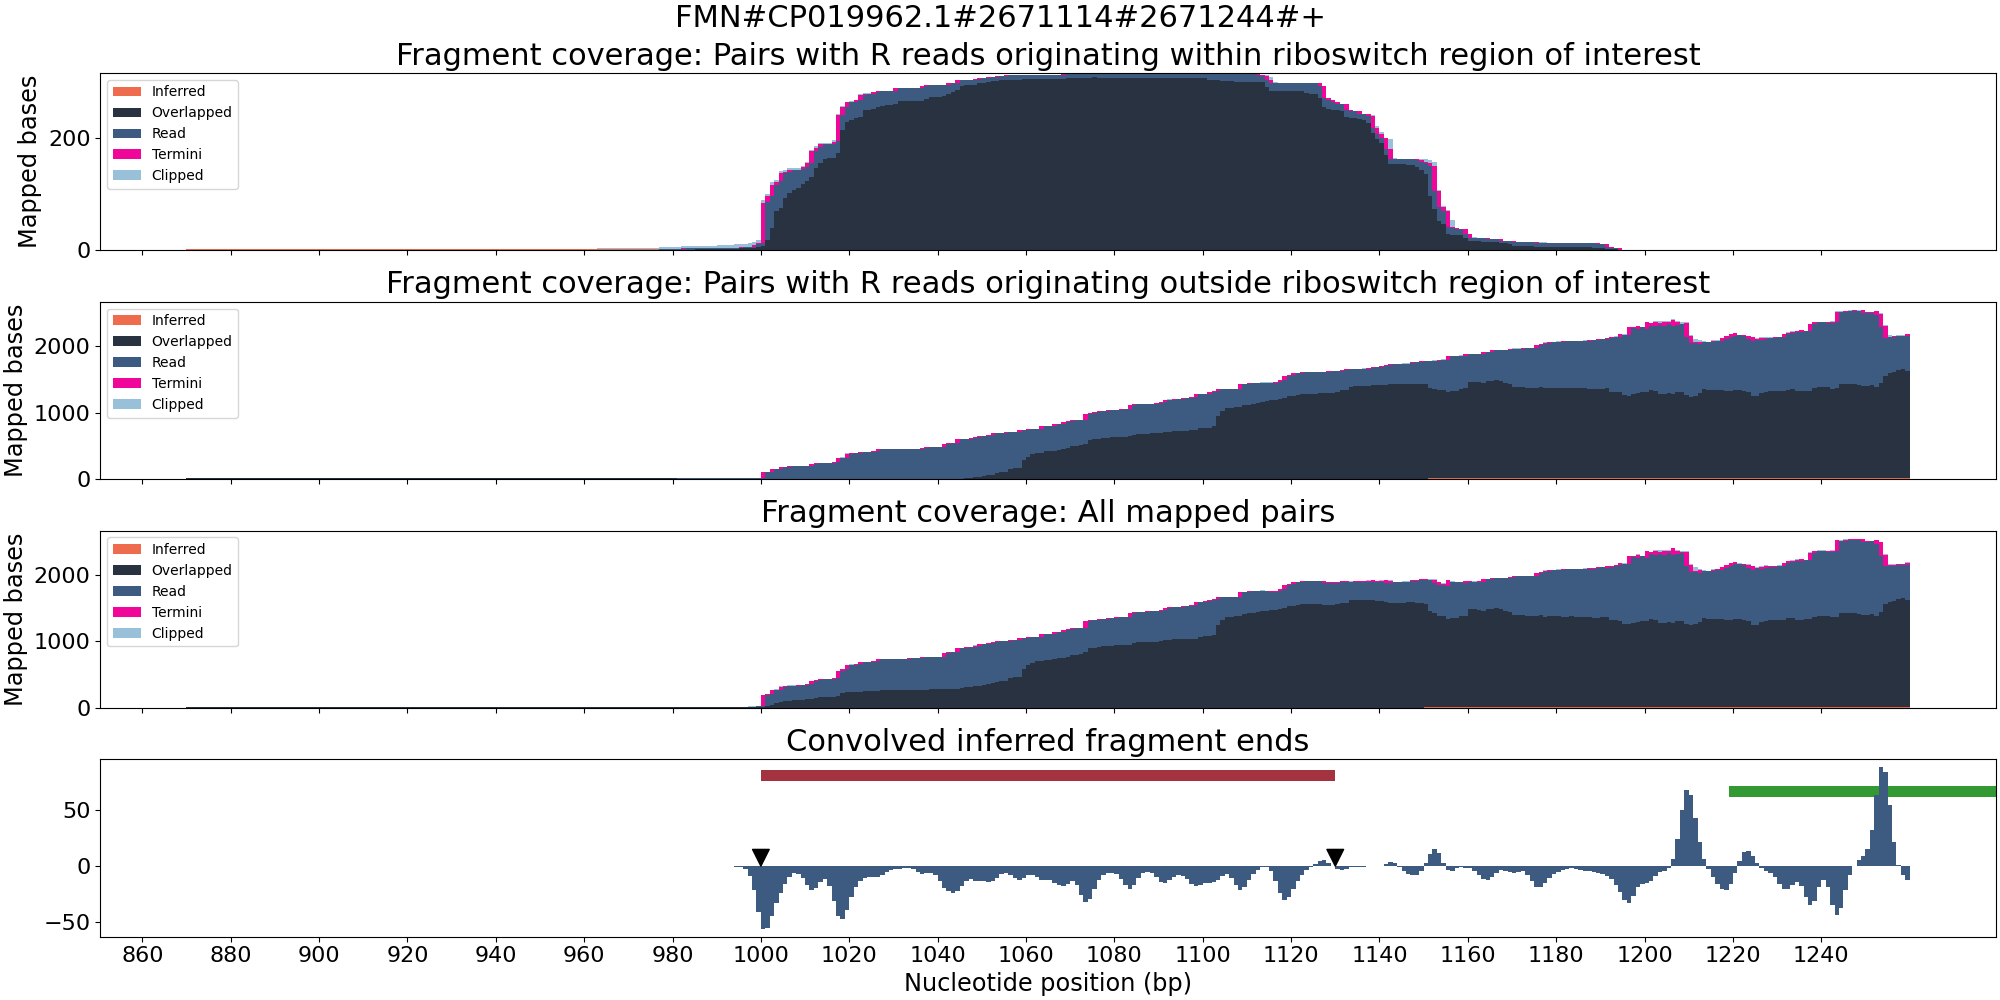 FMN#CP019962.1#2671114#2671244#+
Fragment coverage: Pairs with R reads originating within riboswitch region of interest
Mapped bases
200
0
Inferred
Overlapped
Read
Termini
Clipped
Fragment coverage: Pairs with R reads originating outside riboswitch region of interest
Mapped bases
2000
1000
0
Inferred
Overlapped
Read
Termini
Clipped
Fragment coverage: All mapped pairs
Mapped bases
2000
1000
0
Inferred
Overlapped
Read
Termini
Clipped
Convolved inferred fragment ends
50
0
−50
860 880 900 920 940 960 980 1000 1020 1040 1060 1080 1100 1120 1140 1160 1180 1200 1220 1240
Nucleotide position (bp)